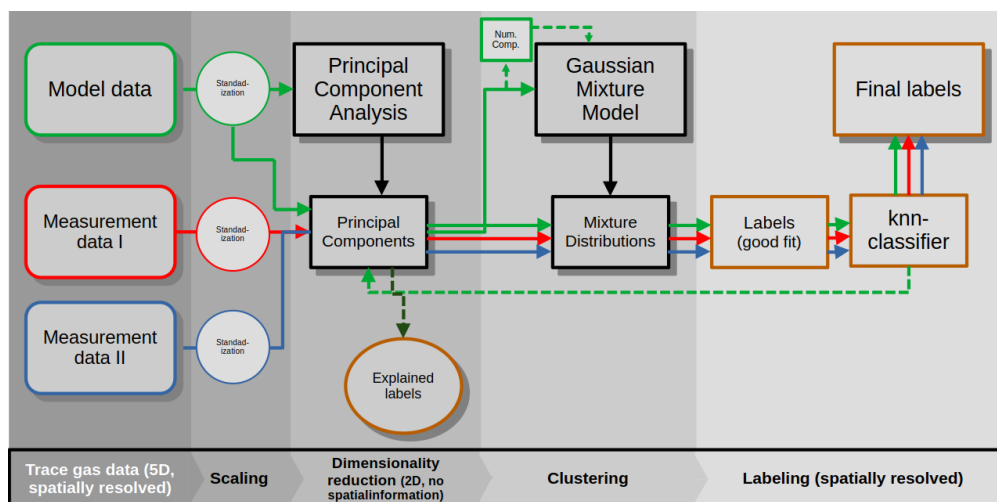 Num.
Comp.
Model data
Standad-
ization
Principal
Component
Analysis
Gaussian
Mixture
Model
Final labels
Measurement
data I
Standad-
ization
Principal
Components
Mixture
Distributions
Labels
(good fit)
knn-
classifier
Measurement
data II
Standad-
ization
Explained
labels
Trace gas data (5D,
spatially resolved)
Scaling
Dimensionality
reduction (2D, no
spatialinformation)
Clustering
Labeling (spatially resolved)